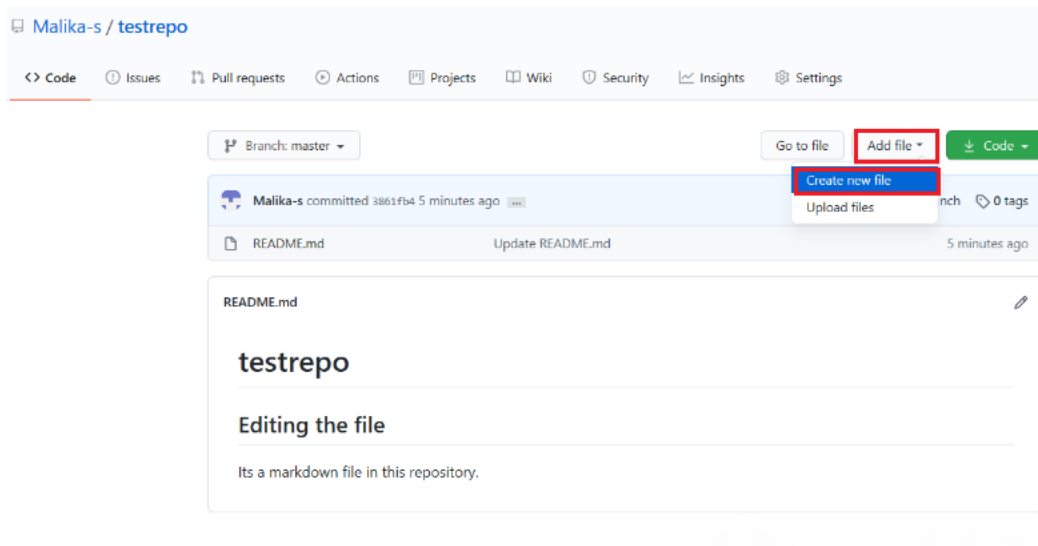 Malika-s / testrepo
Code Issues Pull requests Actions Projects Wiki Security Insights Settings
Branch: master Go to file Add file Code
Create new file
Malika-s committed 3861fb4 5 minutes ago ... nch 0 tags
Upload files
README.md Update README.md 5 minutes ago
README.md
testrepo
Editing the file
Its a markdown file in this repository.